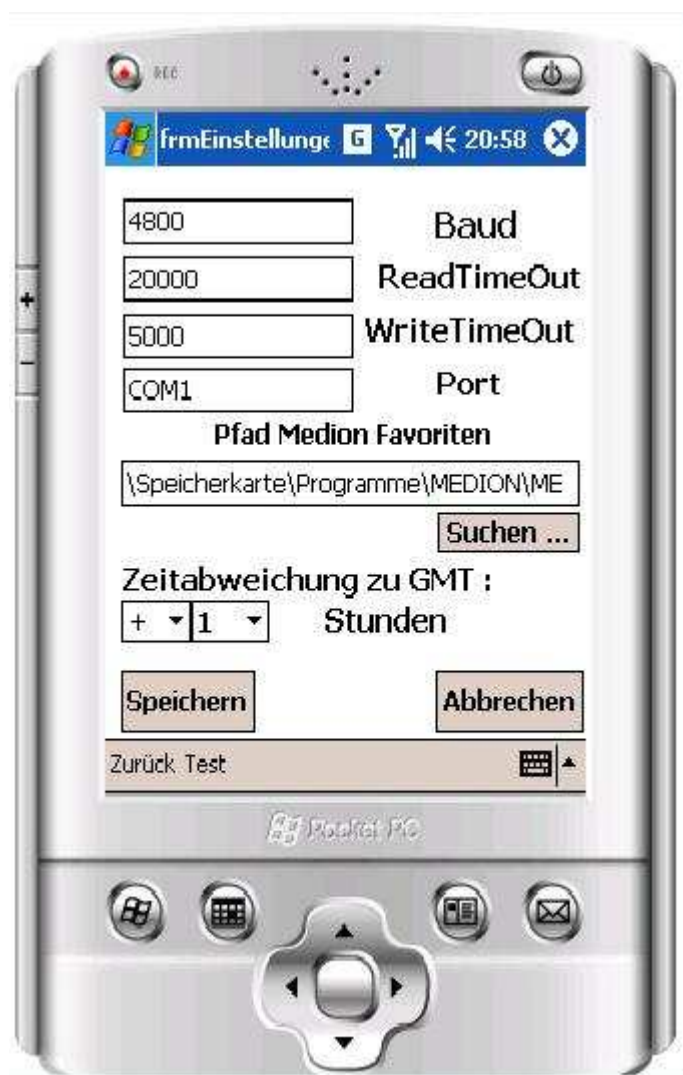 REC
frmEinstellunge G 20:58
4800 Baud
20000 ReadTimeOut
5000 WriteTimeOut
COM1 Port
Pfad Medion Favoriten
\Speicherkarte\Programme\MEDION\ME
Suchen ...
Zeitabweichung zu GMT :
+ 1 Stunden
Speichern Abbrechen
Zurück Test
Pocket PC
+
-